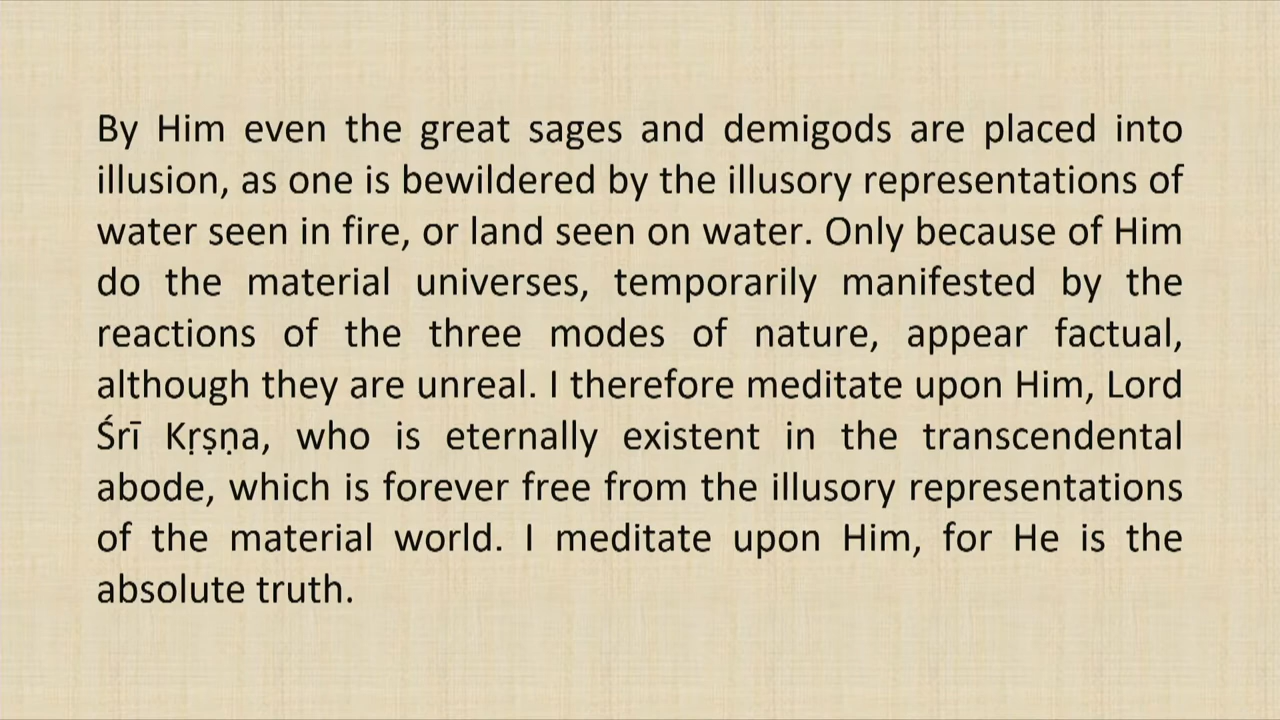 By Him even the great sages and demigods are placed into
illusion, as one is bewildered by the illusory representations of
water seen in fire, or land seen on water. Only because of Him
do the material universes, temporarily manifested by the
reactions of the three modes of nature, appear factual,
although they are unreal. I therefore meditate upon Him, Lord
Śrī Kṛṣṇa, who is eternally existent in the transcendental
abode, which is forever free from the illusory representations
of the material world. I meditate upon Him, for He is the
absolute truth.